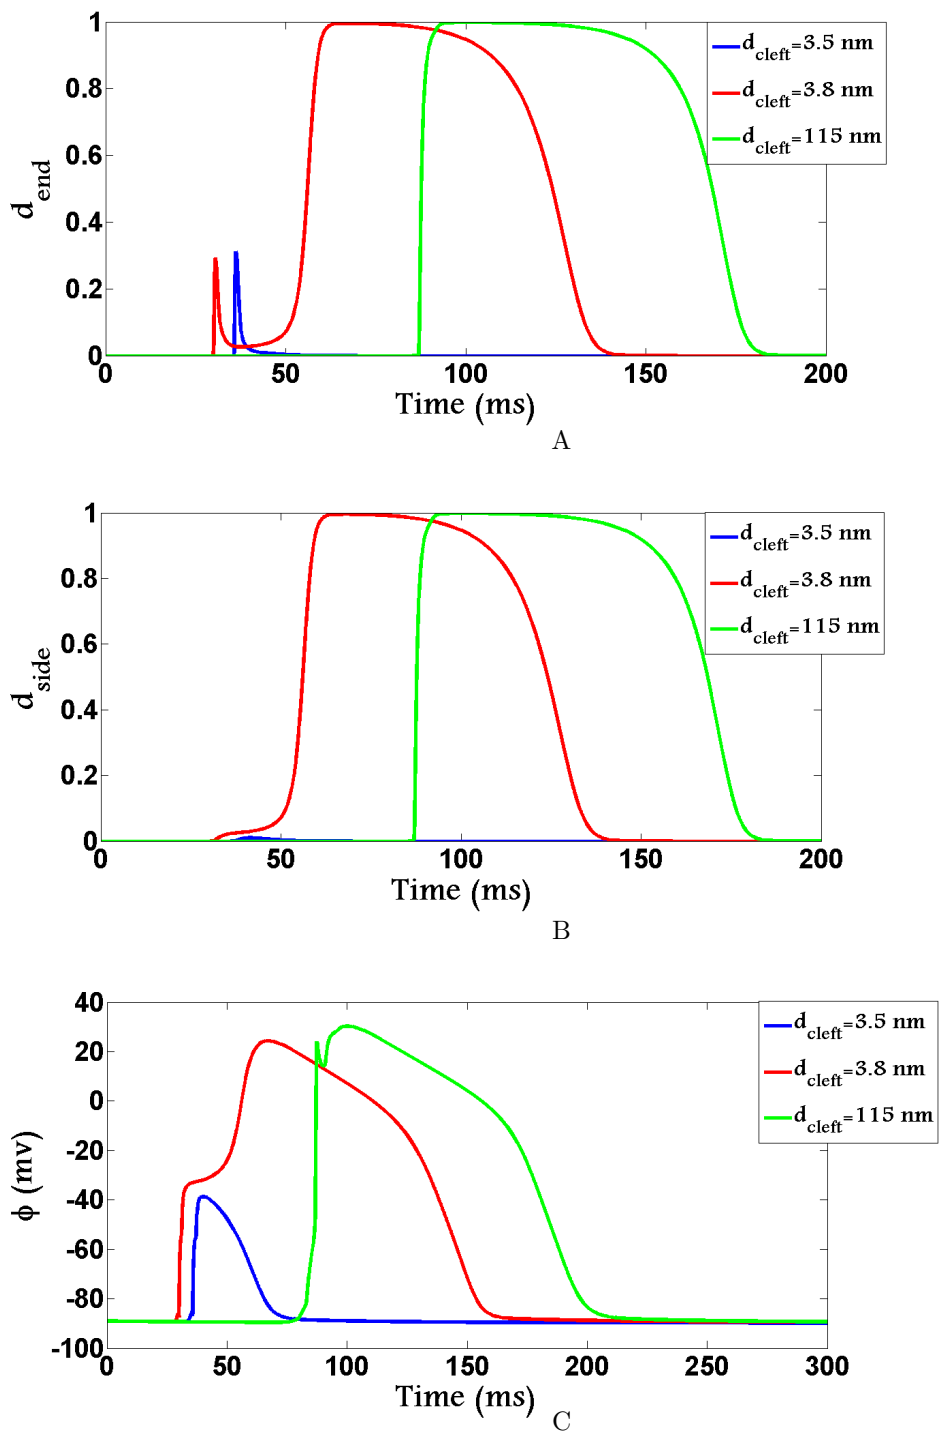 1
0.8
0.6
0.4
0.2
0
d_end
0 50 100 150 200
Time (ms)
d_cleft=3.5 nm
d_cleft=3.8 nm
d_cleft=115 nm
A
1
0.8
0.6
0.4
0.2
0
d_side
0 50 100 150 200
Time (ms)
d_cleft=3.5 nm
d_cleft=3.8 nm
d_cleft=115 nm
B
40
20
0
-20
-40
-60
-80
-100
ϕ (mv)
0 50 100 150 200 250 300
Time (ms)
d_cleft=3.5 nm
d_cleft=3.8 nm
d_cleft=115 nm
C